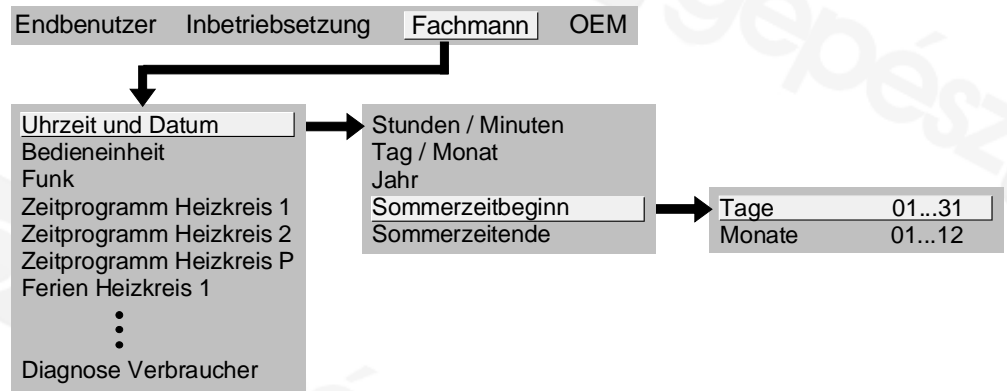 Endbenutzer Inbetriebsetzung Fachmann OEM
Uhrzeit und Datum
Bedieneinheit
Funk
Zeitprogramm Heizkreis 1
Zeitprogramm Heizkreis 2
Zeitprogramm Heizkreis P
Ferien Heizkreis 1
Diagnose Verbraucher
Stunden / Minuten
Tag / Monat
Jahr
Sommerzeitbeginn
Sommerzeitende
Tage 01...31
Monate 01...12